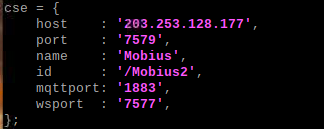 cse = {
    host    : '203.253.128.177',
    port    : '7579',
    name    : 'Mobius',
    id      : '/Mobius2',
    mqttport: '1883',
    wsport  : '7577',
};